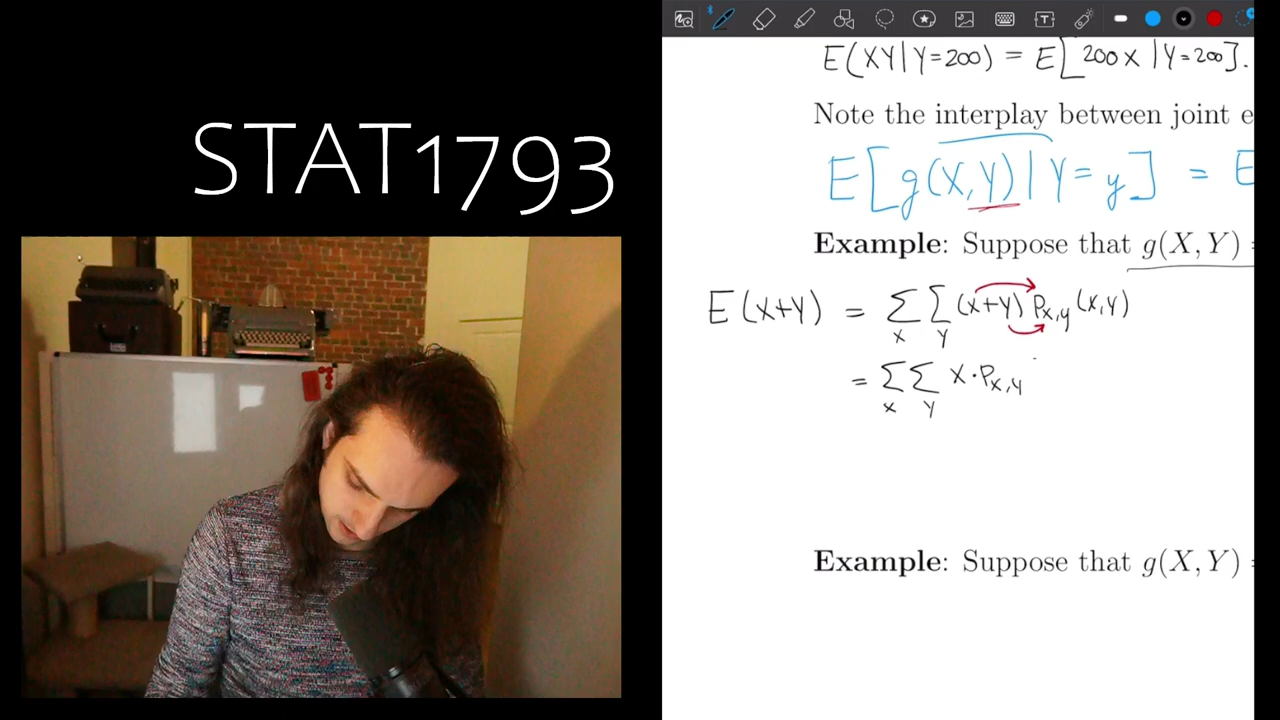 STAT1793
E(XY|Y=200) = E[200X|Y=200].
Note the interplay between joint e
E[g(X,Y)|Y=y] = E
Example: Suppose that g(X, Y) =
E(X+Y) = ∑x ∑y (x+y) Px,y(x,y)
= ∑x ∑y x·Px,y
Example: Suppose that g(X, Y) =